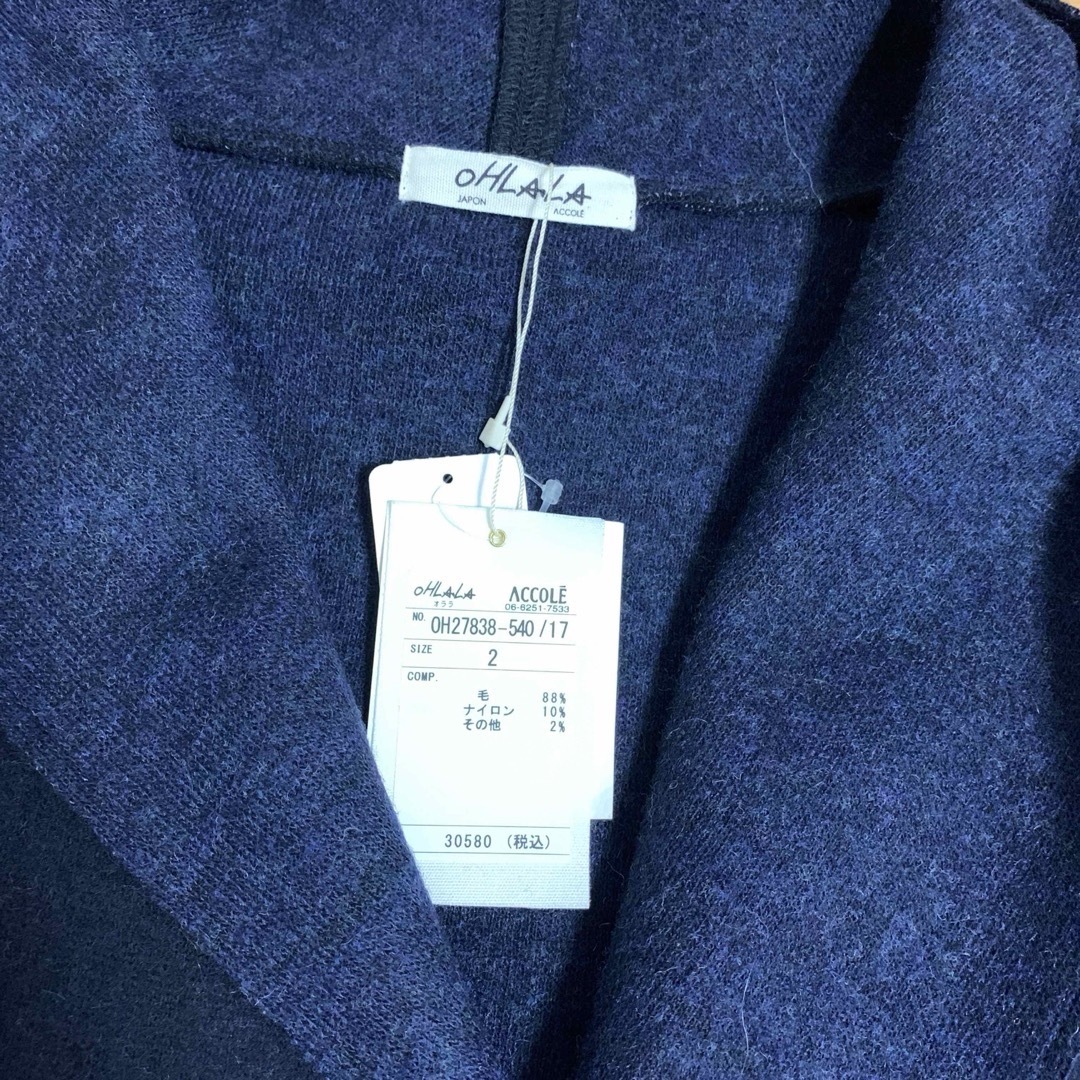 oHLALA
JAPON ACCOLÉ
oHLALA ACCOLĒ
オララ 06-6251-7533
NO. OH27838-540 /17
SIZE 2
COMP.
毛 88%
ナイロン 10%
その他 2%
30580 (税込)